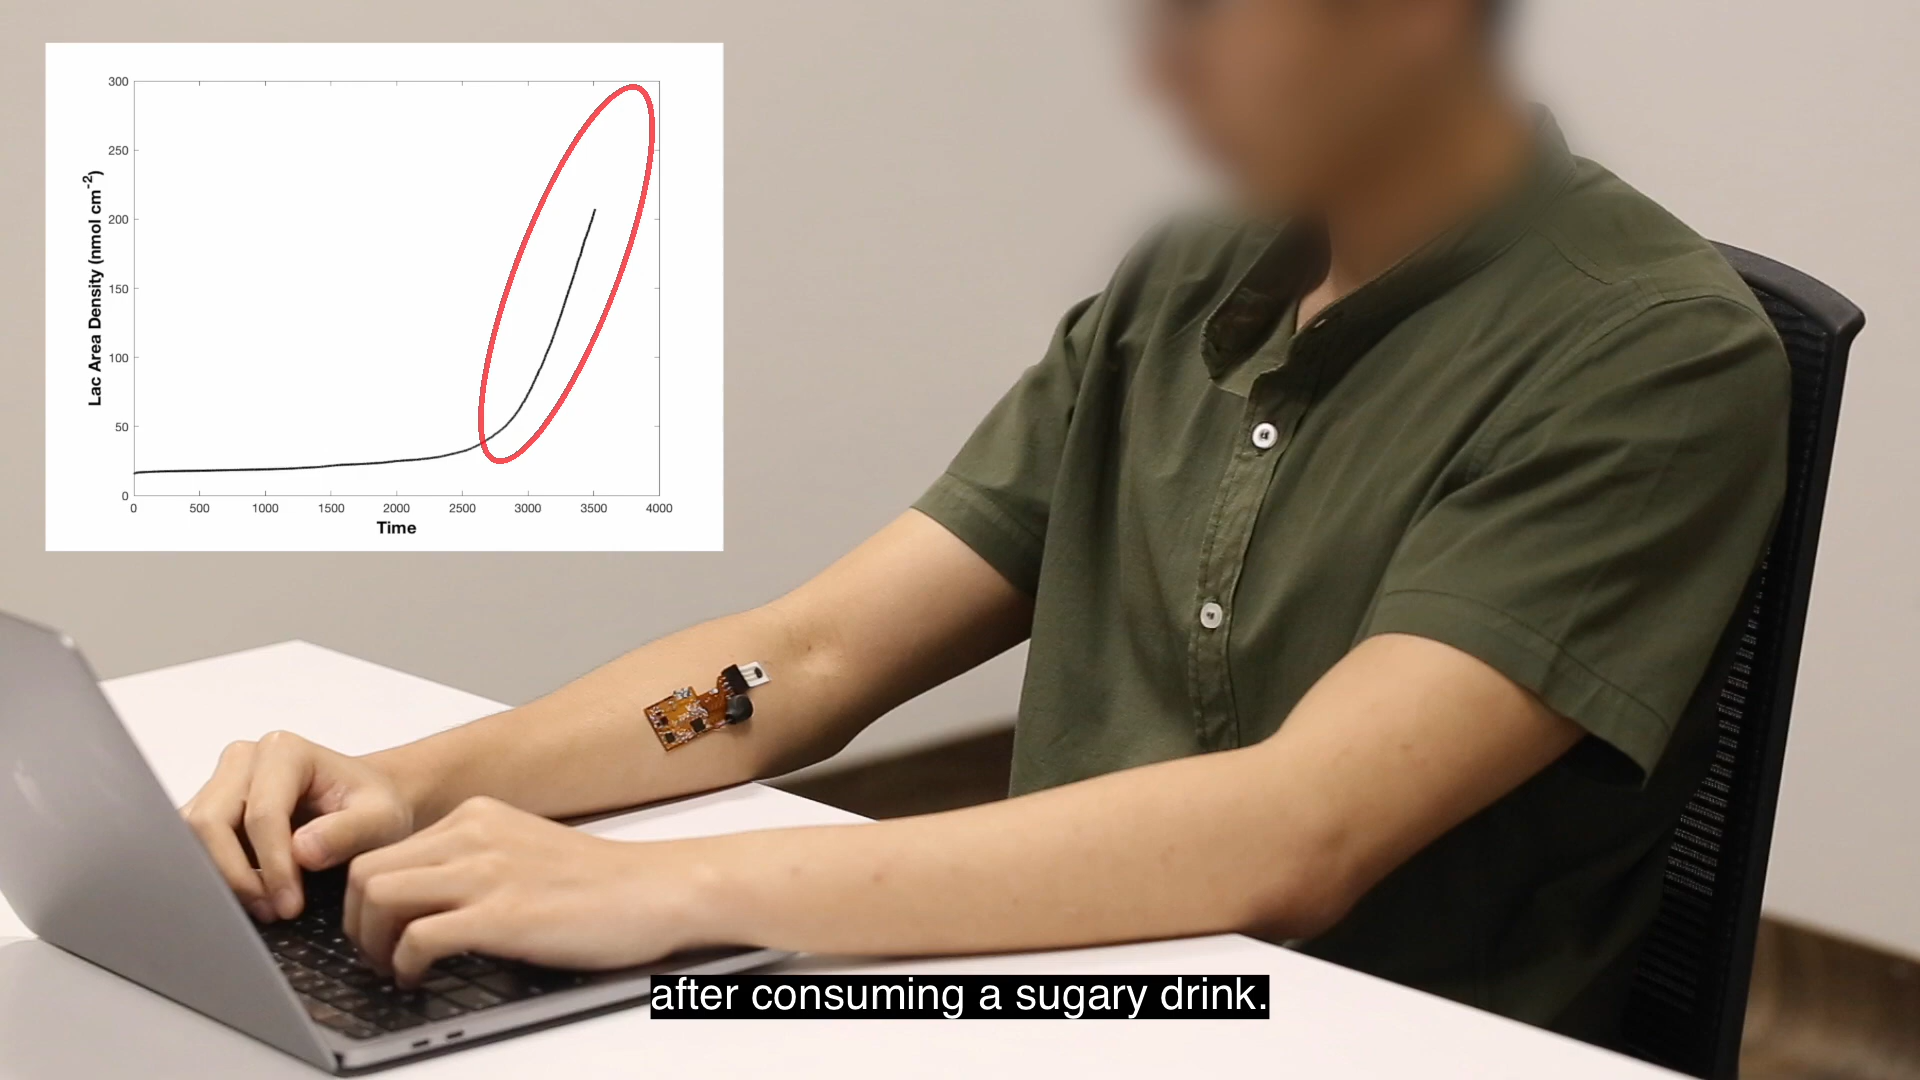 300
250
200
150
100
50
0
Lac Area Density (nmol cm-2)
0 500 1000 1500 2000 2500 3000 3500 4000
Time
after consuming a sugary drink.